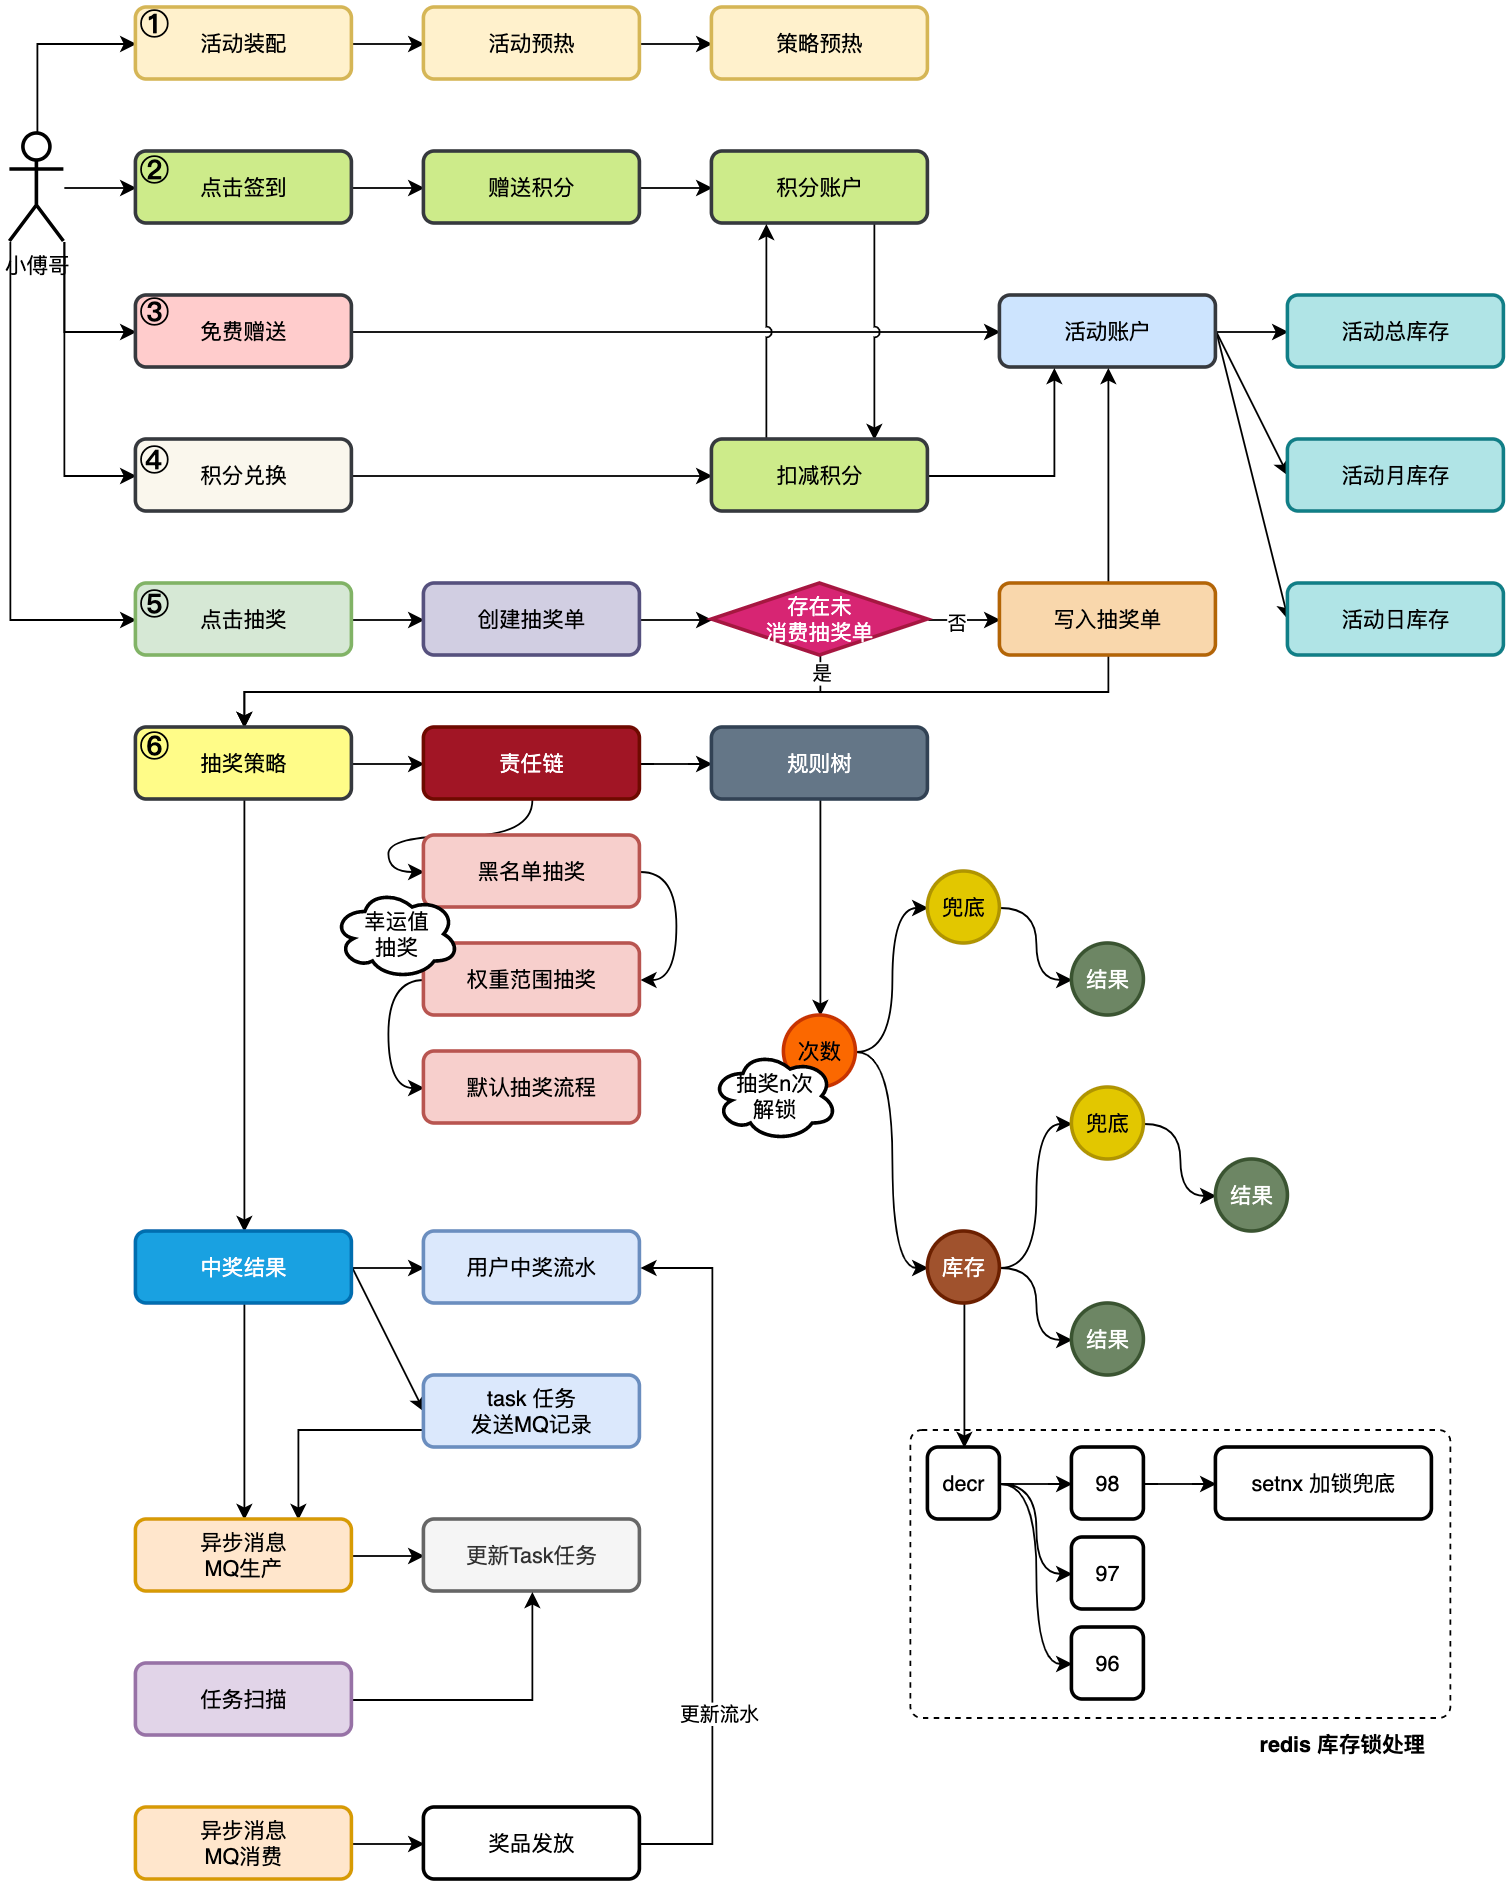 ①
活动装配
活动预热
策略预热
②
点击签到
赠送积分
积分账户
小傅哥
③
免费赠送
活动账户
活动总库存
④
积分兑换
扣减积分
活动月库存
⑤
点击抽奖
创建抽奖单
存在未
消费抽奖单
否
写入抽奖单
活动日库存
是
⑥
抽奖策略
责任链
规则树
黑名单抽奖
幸运值
抽奖
权重范围抽奖
默认抽奖流程
兜底
结果
次数
抽奖n次
解锁
兜底
结果
库存
结果
中奖结果
用户中奖流水
task 任务
发送MQ记录
decr
98
setnx 加锁兜底
97
96
redis 库存锁处理
异步消息
MQ生产
更新Task任务
任务扫描
更新流水
异步消息
MQ消费
奖品发放